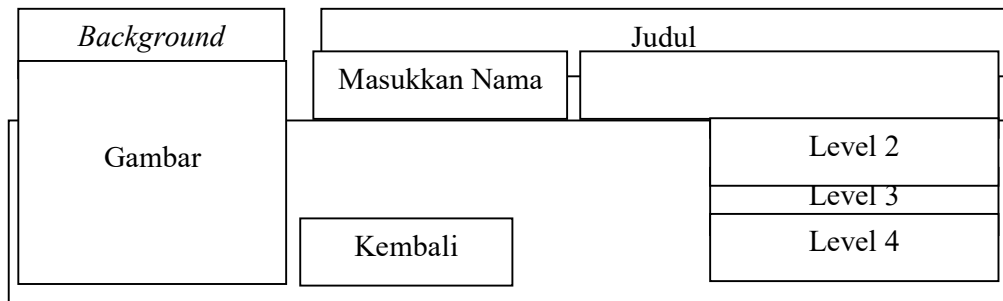 Background
Judul
Masukkan Nama
Gambar
Level 2
Level 3
Kembali
Level 4